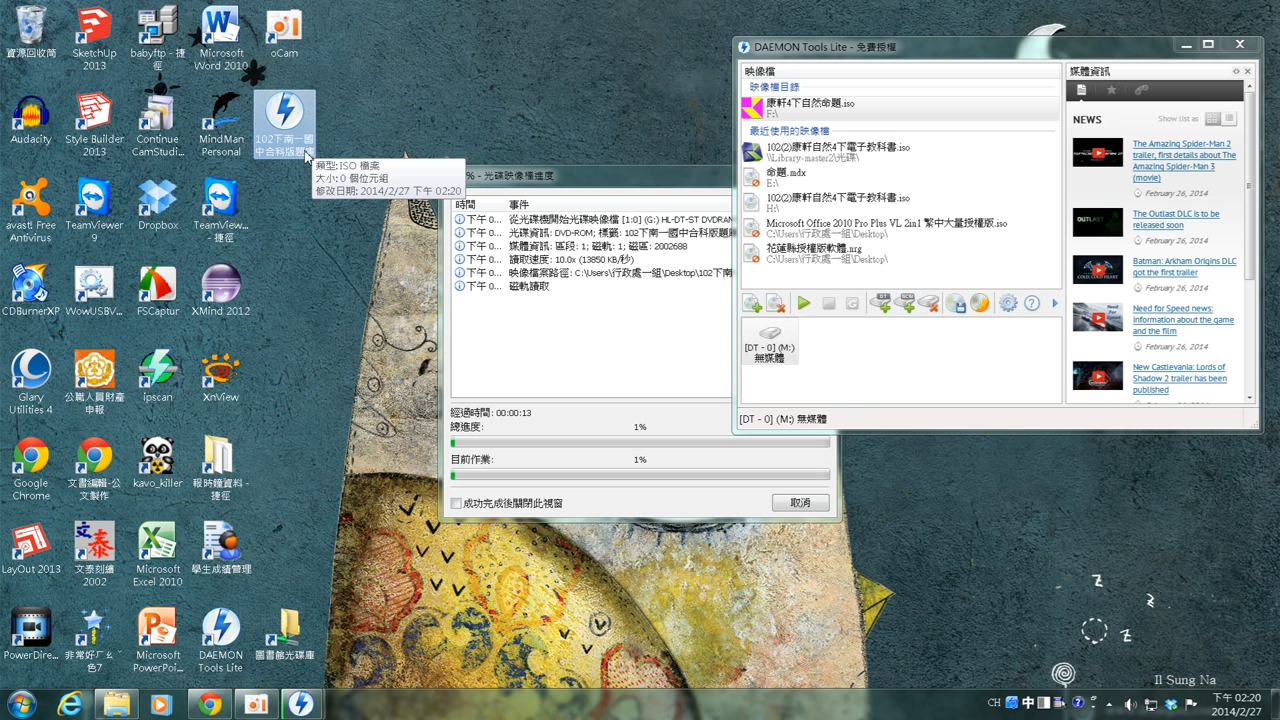 資源回收筒
SketchUp 2013
babyftp - 捷徑
Microsoft Word 2010
oCam
Audacity
Style Builder 2013
Continue CamStudi...
MindMan Personal
102下南一國中合科版題
avast! Free Antivirus
TeamViewer 9
Dropbox
TeamView... - 捷徑
CDBurnerXP
WowUSBV...
FSCaptur
XMind 2012
Glary Utilities 4
公職人員財產申報
ipscan
XnView
Google Chrome
文書編輯-公文製作
kavo_killer
報時鐘資料 - 捷徑
LayOut 2013
文泰刻繪 2002
Microsoft Excel 2010
學生成績管理
PowerDire...
非常好ㄏㄠˇ色7
Microsoft PowerPoi...
DAEMON Tools Lite
圖書館光碟庫
類型: ISO 檔案
大小: 0 個位元組
修改日期: 2014/2/27 下午 02:20
映像檔進度
時間 事件
下午 0... 從光碟機開始光碟映像檔 [1:0] (G:) HL-DT-ST DVDRAN
下午 0... 光碟資訊: DVD-ROM; 標籤: 102下南一國中合科版題
下午 0... 媒體資訊: 區段: 1; 磁軌: 1; 磁區: 2002688
下午 0... 讀取速度: 10.0x (13850 KB/秒)
下午 0... 映像檔案路徑: C:\Users\行政處一組\Desktop\102下南
下午 0... 磁軌讀取
經過時間: 00:00:13
總進度: 1%
目前作業: 1%
成功完成後關閉此視窗
取消
DAEMON Tools Lite - 免費授權
映像檔
映像檔目錄
康軒4下自然命題.iso
F:\
最近使用的映像檔
102(2)康軒自然4下電子教科書.iso
\\Library-master2\光碟\
命題.mdx
E:\
102(2)康軒自然4下電子教科書.iso
H:\
Microsoft Office 2010 Pro Plus VL 2in1 繁中大量授權版.iso
C:\Users\行政處一組\Desktop\
花蓮縣授權版軟體.nrg
C:\Users\行政處一組\Desktop\
[DT - 0] (M:)
無媒體
[DT - 0] (M:) 無媒體
媒體資訊
NEWS
Show list as
The Amazing Spider-Man 2 trailer, first details about The Amazing Spider-Man 3 (movie)
February 26, 2014
The Outlast DLC is to be released soon
February 26, 2014
Batman: Arkham Origins DLC got the first trailer
February 26, 2014
Need for Speed news: information about the game and the film
February 26, 2014
New Castlevania: Lords of Shadow 2 trailer has been published
Il Sung Na
CH
中
下午 02:20
2014/2/27